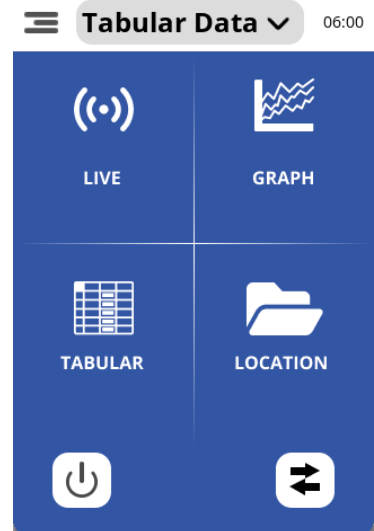 Tabular Data
06:00
LIVE
GRAPH
TABULAR
LOCATION